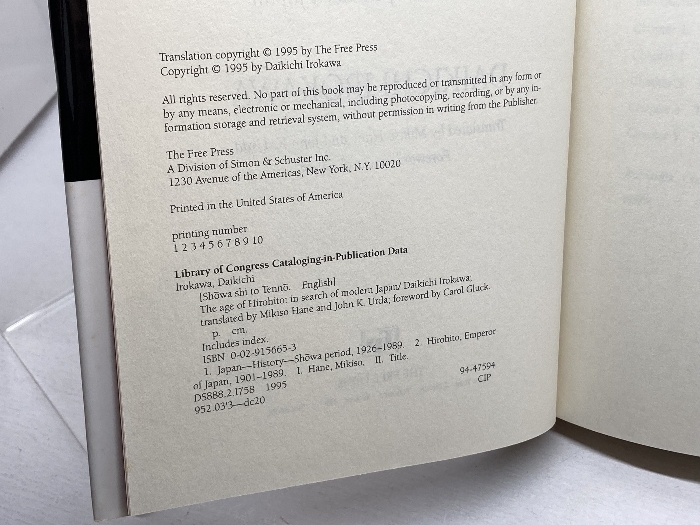 Translation copyright © 1995 by The Free Press
Copyright © 1995 by Daikichi Irokawa
All rights reserved. No part of this book may be reproduced or transmitted in any form or
by any means, electronic or mechanical, including photocopying, recording, or by any in-
formation storage and retrieval system, without permission in writing from the Publisher.
The Free Press
A Division of Simon & Schuster Inc.
1230 Avenue of the Americas, New York, N.Y. 10020
Printed in the United States of America
printing number
1 2 3 4 5 6 7 8 9 10
Library of Congress Cataloging-in-Publication Data
Irokawa, Daikichi
[Shōwa shi to Tennō. English]
The age of Hirohito: in search of modern Japan/ Daikichi Irokawa;
translated by Mikiso Hane and John K. Urda; foreword by Carol Gluck.
p. cm.
Includes index.
ISBN 0-02-915665-3
1. Japan—History—Shōwa period, 1926–1989. 2. Hirohito, Emperor
of Japan, 1901–1989. I. Hane, Mikiso. II. Title.
DS888.2.I758 1995
952.03'3—dc20
94-47594
CIP